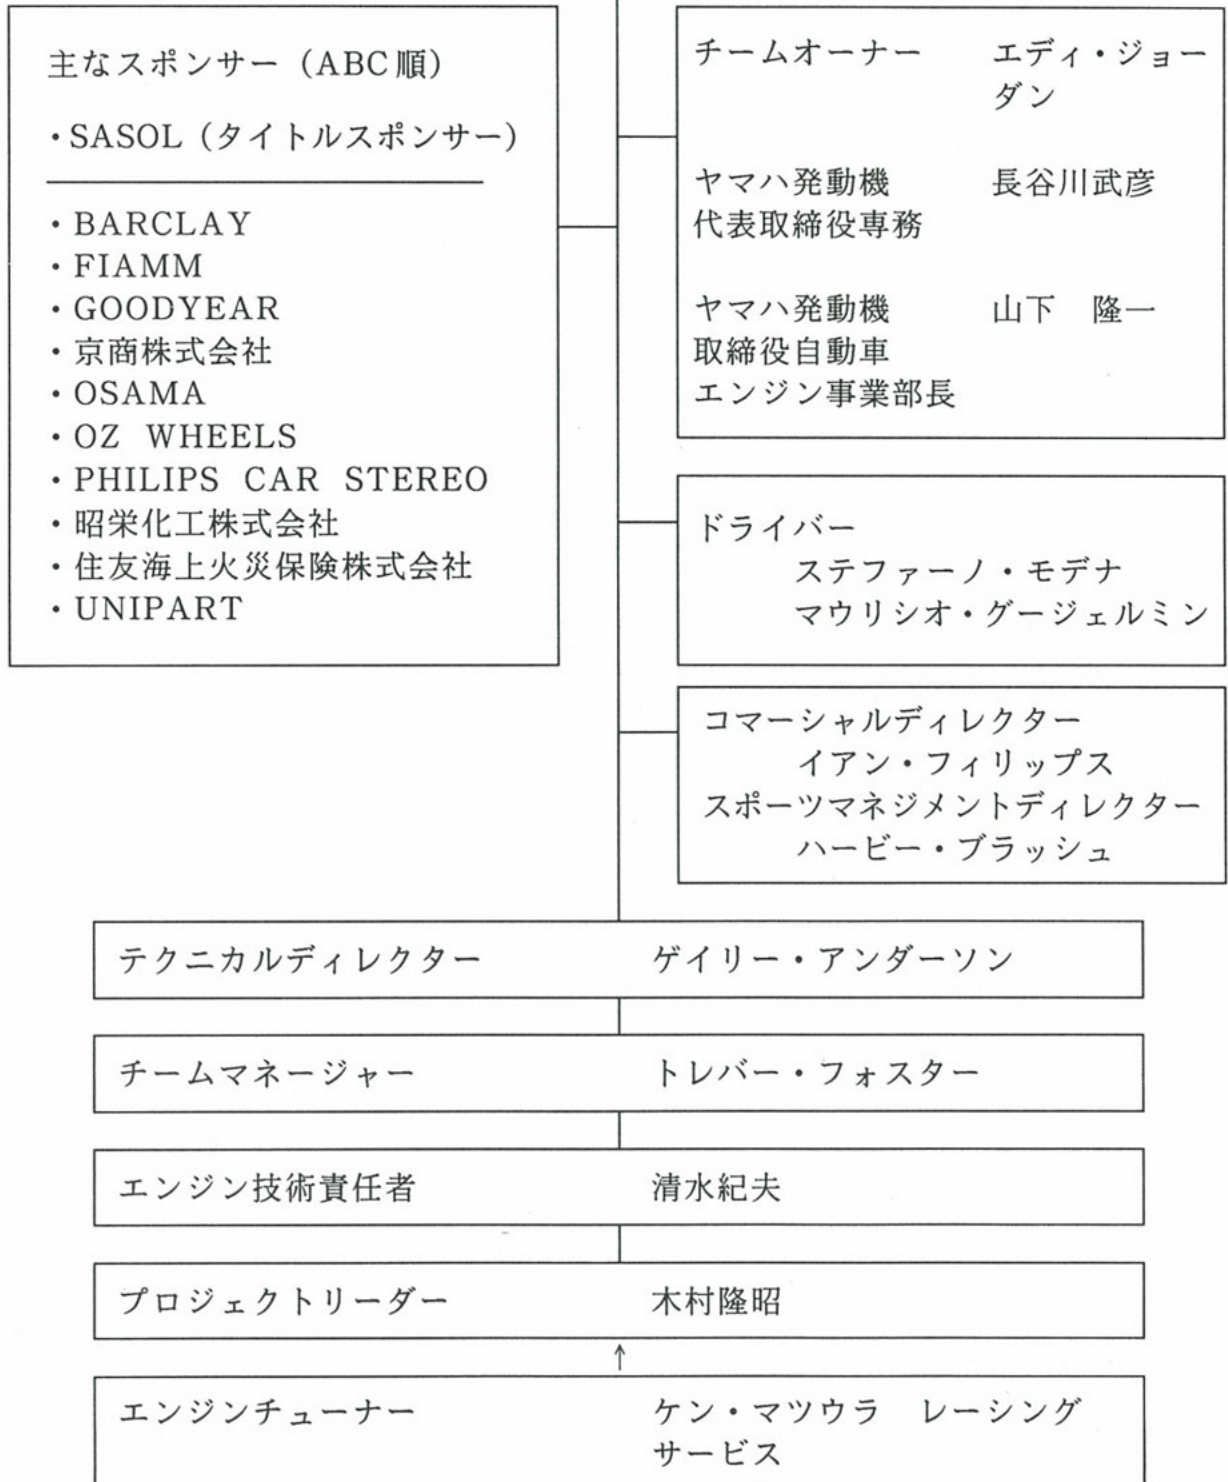 主なスポンサー（ABC順）
・SASOL（タイトルスポンサー）
・BARCLAY
・FIAMM
・GOODYEAR
・京商株式会社
・OSAMA
・OZ WHEELS
・PHILIPS CAR STEREO
・昭栄化工株式会社
・住友海上火災保険株式会社
・UNIPART
チームオーナー　エディ・ジョー
ダン
ヤマハ発動機　長谷川武彦
代表取締役専務
ヤマハ発動機　山下　隆一
取締役自動車
エンジン事業部長
ドライバー
ステファーノ・モデナ
マウリシオ・グージェルミン
コマーシャルディレクター
イアン・フィリップス
スポーツマネジメントディレクター
ハービー・ブラッシュ
テクニカルディレクター　ゲイリー・アンダーソン
チームマネージャー　トレバー・フォスター
エンジン技術責任者　清水紀夫
プロジェクトリーダー　木村隆昭
↑
エンジンチューナー　ケン・マツウラ　レーシング
サービス